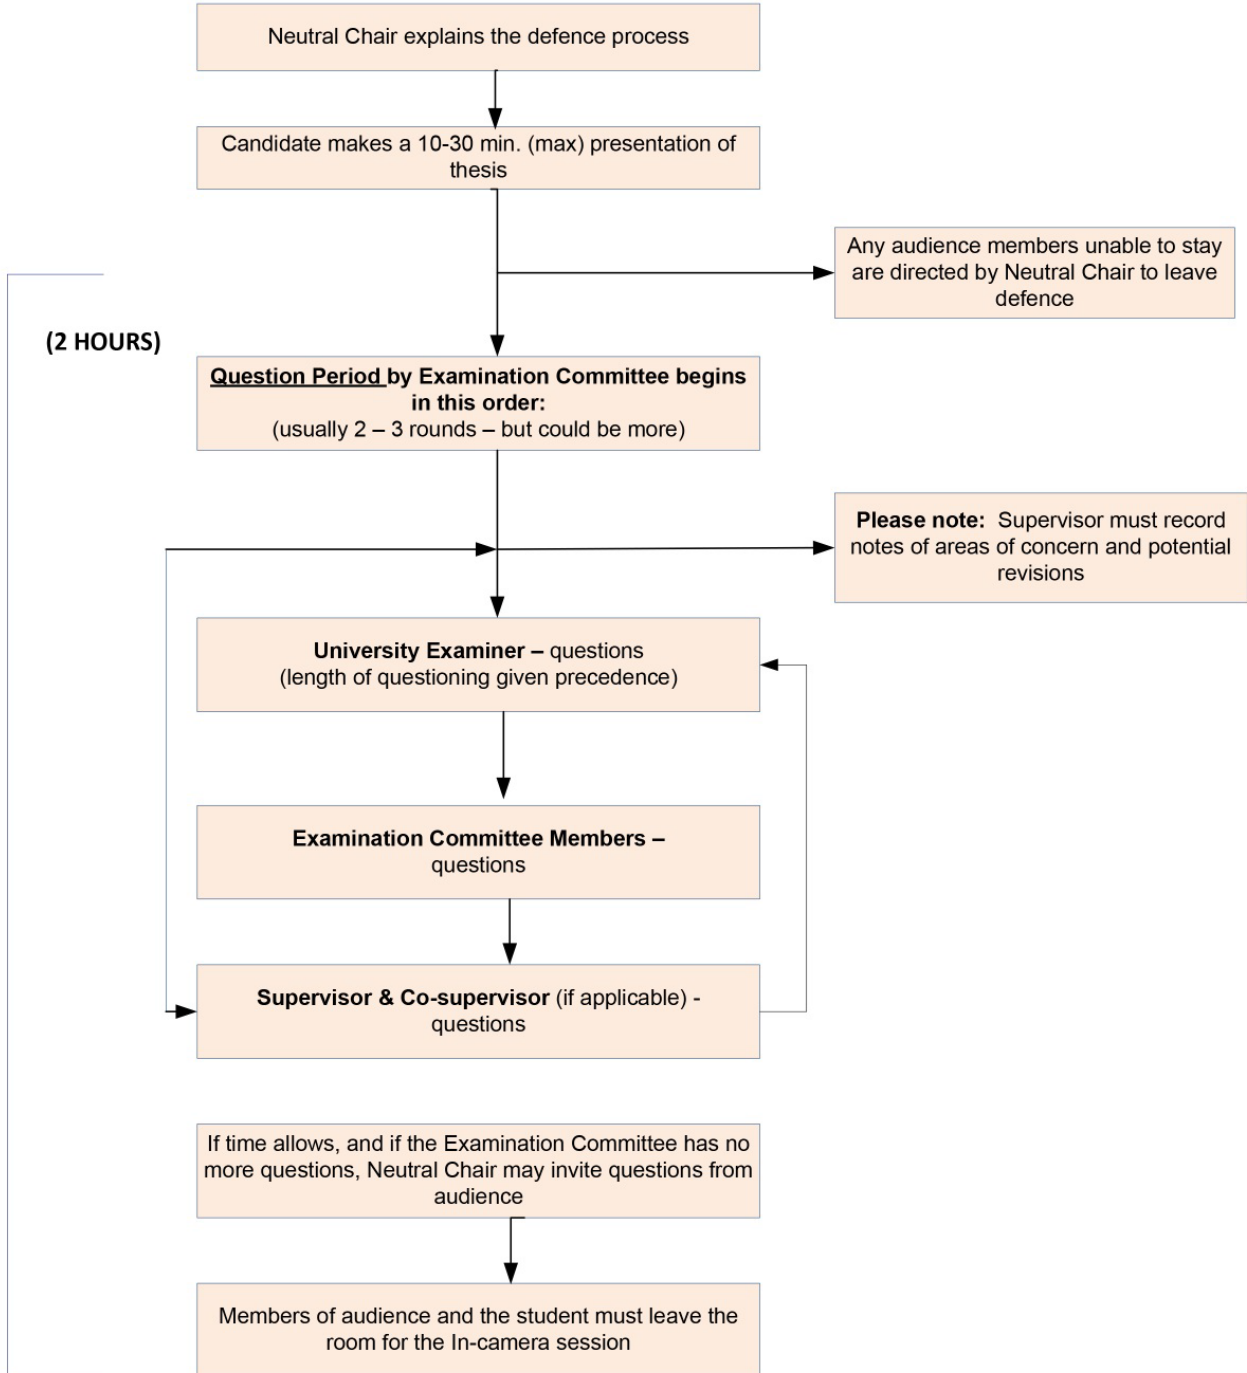 Neutral Chair explains the defence process
Candidate makes a 10-30 min. (max) presentation of
thesis
Any audience members unable to stay
are directed by Neutral Chair to leave
defence
(2 HOURS)
Question Period by Examination Committee begins
in this order:
(usually 2 – 3 rounds – but could be more)
Please note:  Supervisor must record
notes of areas of concern and potential
revisions
University Examiner – questions
(length of questioning given precedence)
Examination Committee Members –
questions
Supervisor & Co-supervisor (if applicable) -
questions
If time allows, and if the Examination Committee has no
more questions, Neutral Chair may invite questions from
audience
Members of audience and the student must leave the
room for the In-camera session